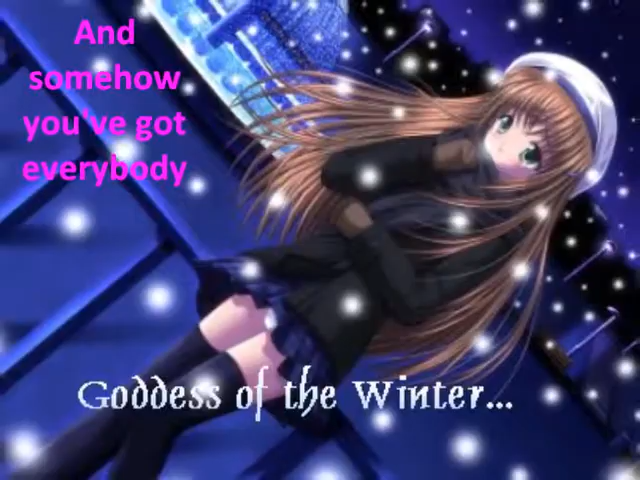 And
somehow
you've got
everybody
Goddess of the Winter...